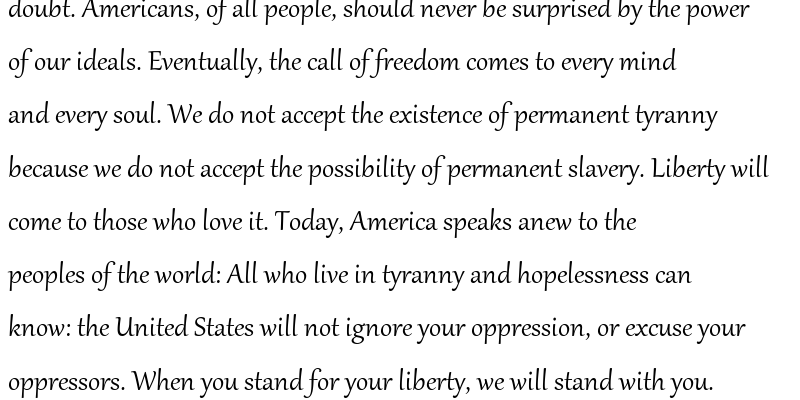 doubt. Americans, of all people, should never be surprised by the power
of our ideals. Eventually, the call of freedom comes to every mind
and every soul. We do not accept the existence of permanent tyranny
because we do not accept the possibility of permanent slavery. Liberty will
come to those who love it. Today, America speaks anew to the
peoples of the world: All who live in tyranny and hopelessness can
know: the United States will not ignore your oppression, or excuse your
oppressors. When you stand for your liberty, we will stand with you.